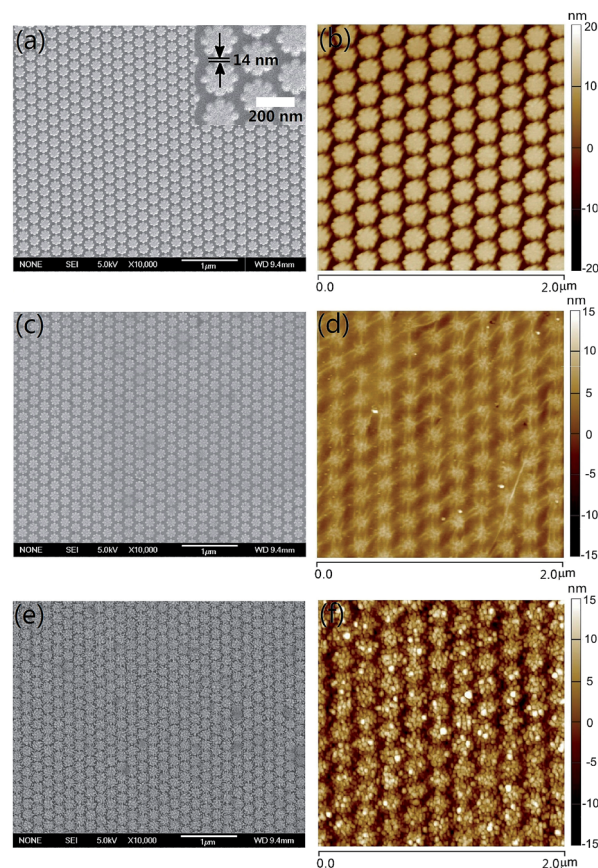 (a)
14 nm
200 nm
NONE SEI 5.0kV X10,000 1μm WD 9.4mm
(b)
nm
20
10
0
-10
-20
0.0 2.0μm
(c)
NONE SEI 5.0kV X10,000 1μm WD 9.4mm
(d)
nm
15
10
5
0
-5
-10
-15
0.0 2.0μm
(e)
NONE SEI 5.0kV X10,000 1μm WD 9.4mm
(f)
nm
15
10
5
0
-5
-10
-15
0.0 2.0μm